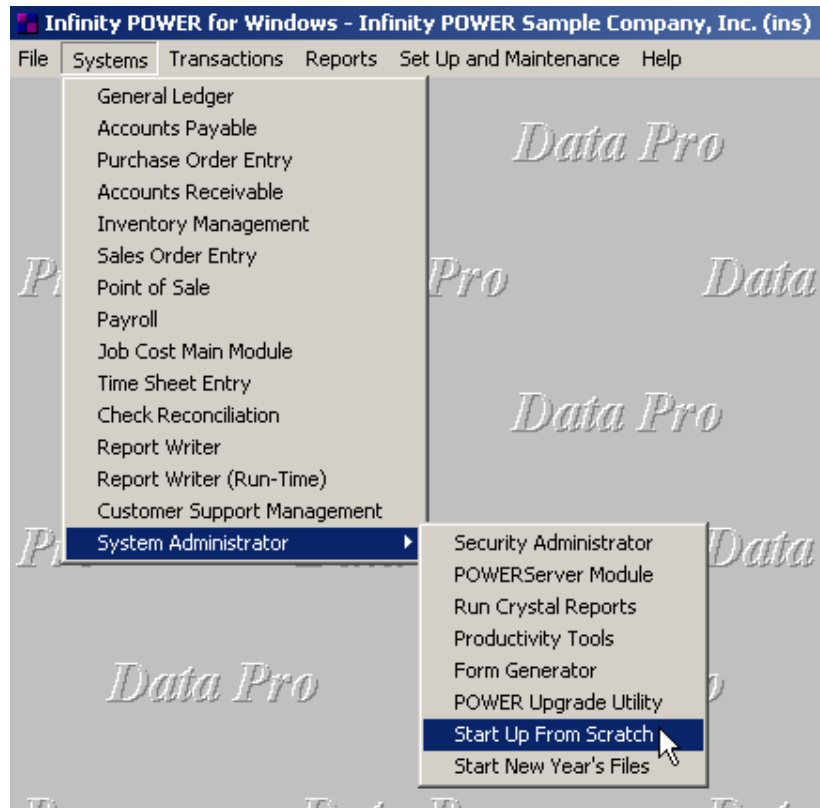 Infinity POWER for Windows - Infinity POWER Sample Company, Inc. (ins)
File Systems Transactions Reports Set Up and Maintenance Help
General Ledger
Accounts Payable
Purchase Order Entry
Accounts Receivable
Inventory Management
Sales Order Entry
Point of Sale
Payroll
Job Cost Main Module
Time Sheet Entry
Check Reconciliation
Report Writer
Report Writer (Run-Time)
Customer Support Management
System Administrator
Security Administrator
POWERServer Module
Run Crystal Reports
Productivity Tools
Form Generator
POWER Upgrade Utility
Start Up From Scratch
Start New Year's Files
Data Pro
Pro Data
Data Pro
Data
Data Pro